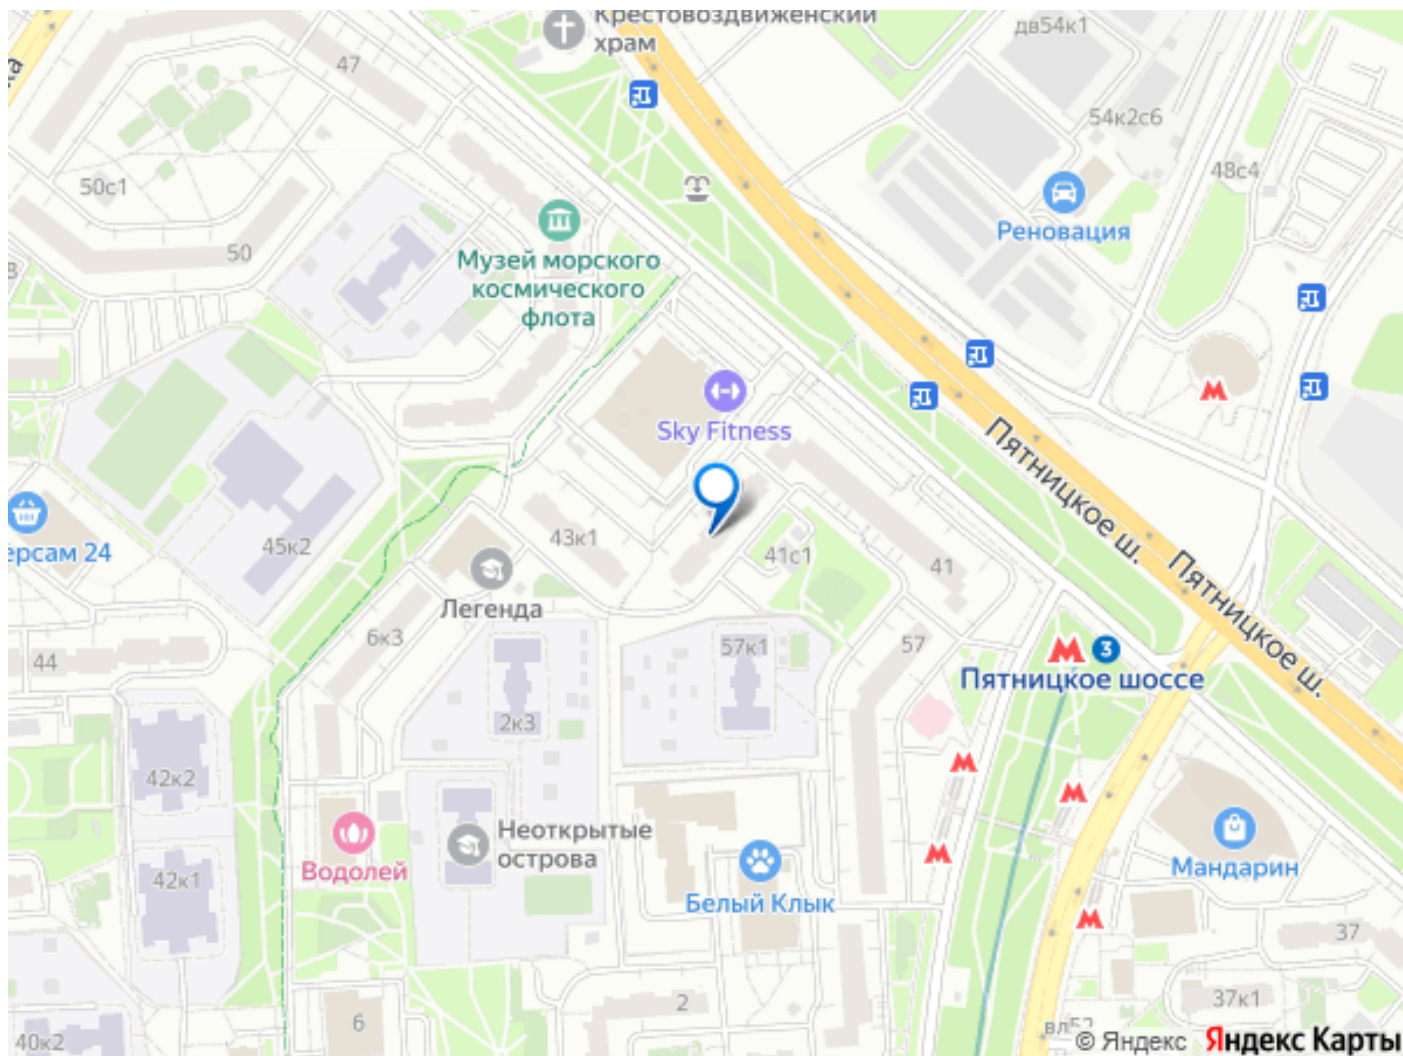 Крестовоздвиженский
храм
дв54к1
47
54к2с6
48с4
50с1
Реновация
50
Музей морского
космического
флота
Sky Fitness
Пятницкое ш.
ерсам 24
45к2
43к1
41с1
41
Пятницкое ш.
Легенда
6к3
44
57к1
57
3
Пятницкое шоссе
2к3
42к2
Неоткрытые
острова
Водолей
42к1
Белый Клык
Мандарин
37
2
37к1
6
40к2
вл52
© Яндекс
Яндекс Карты